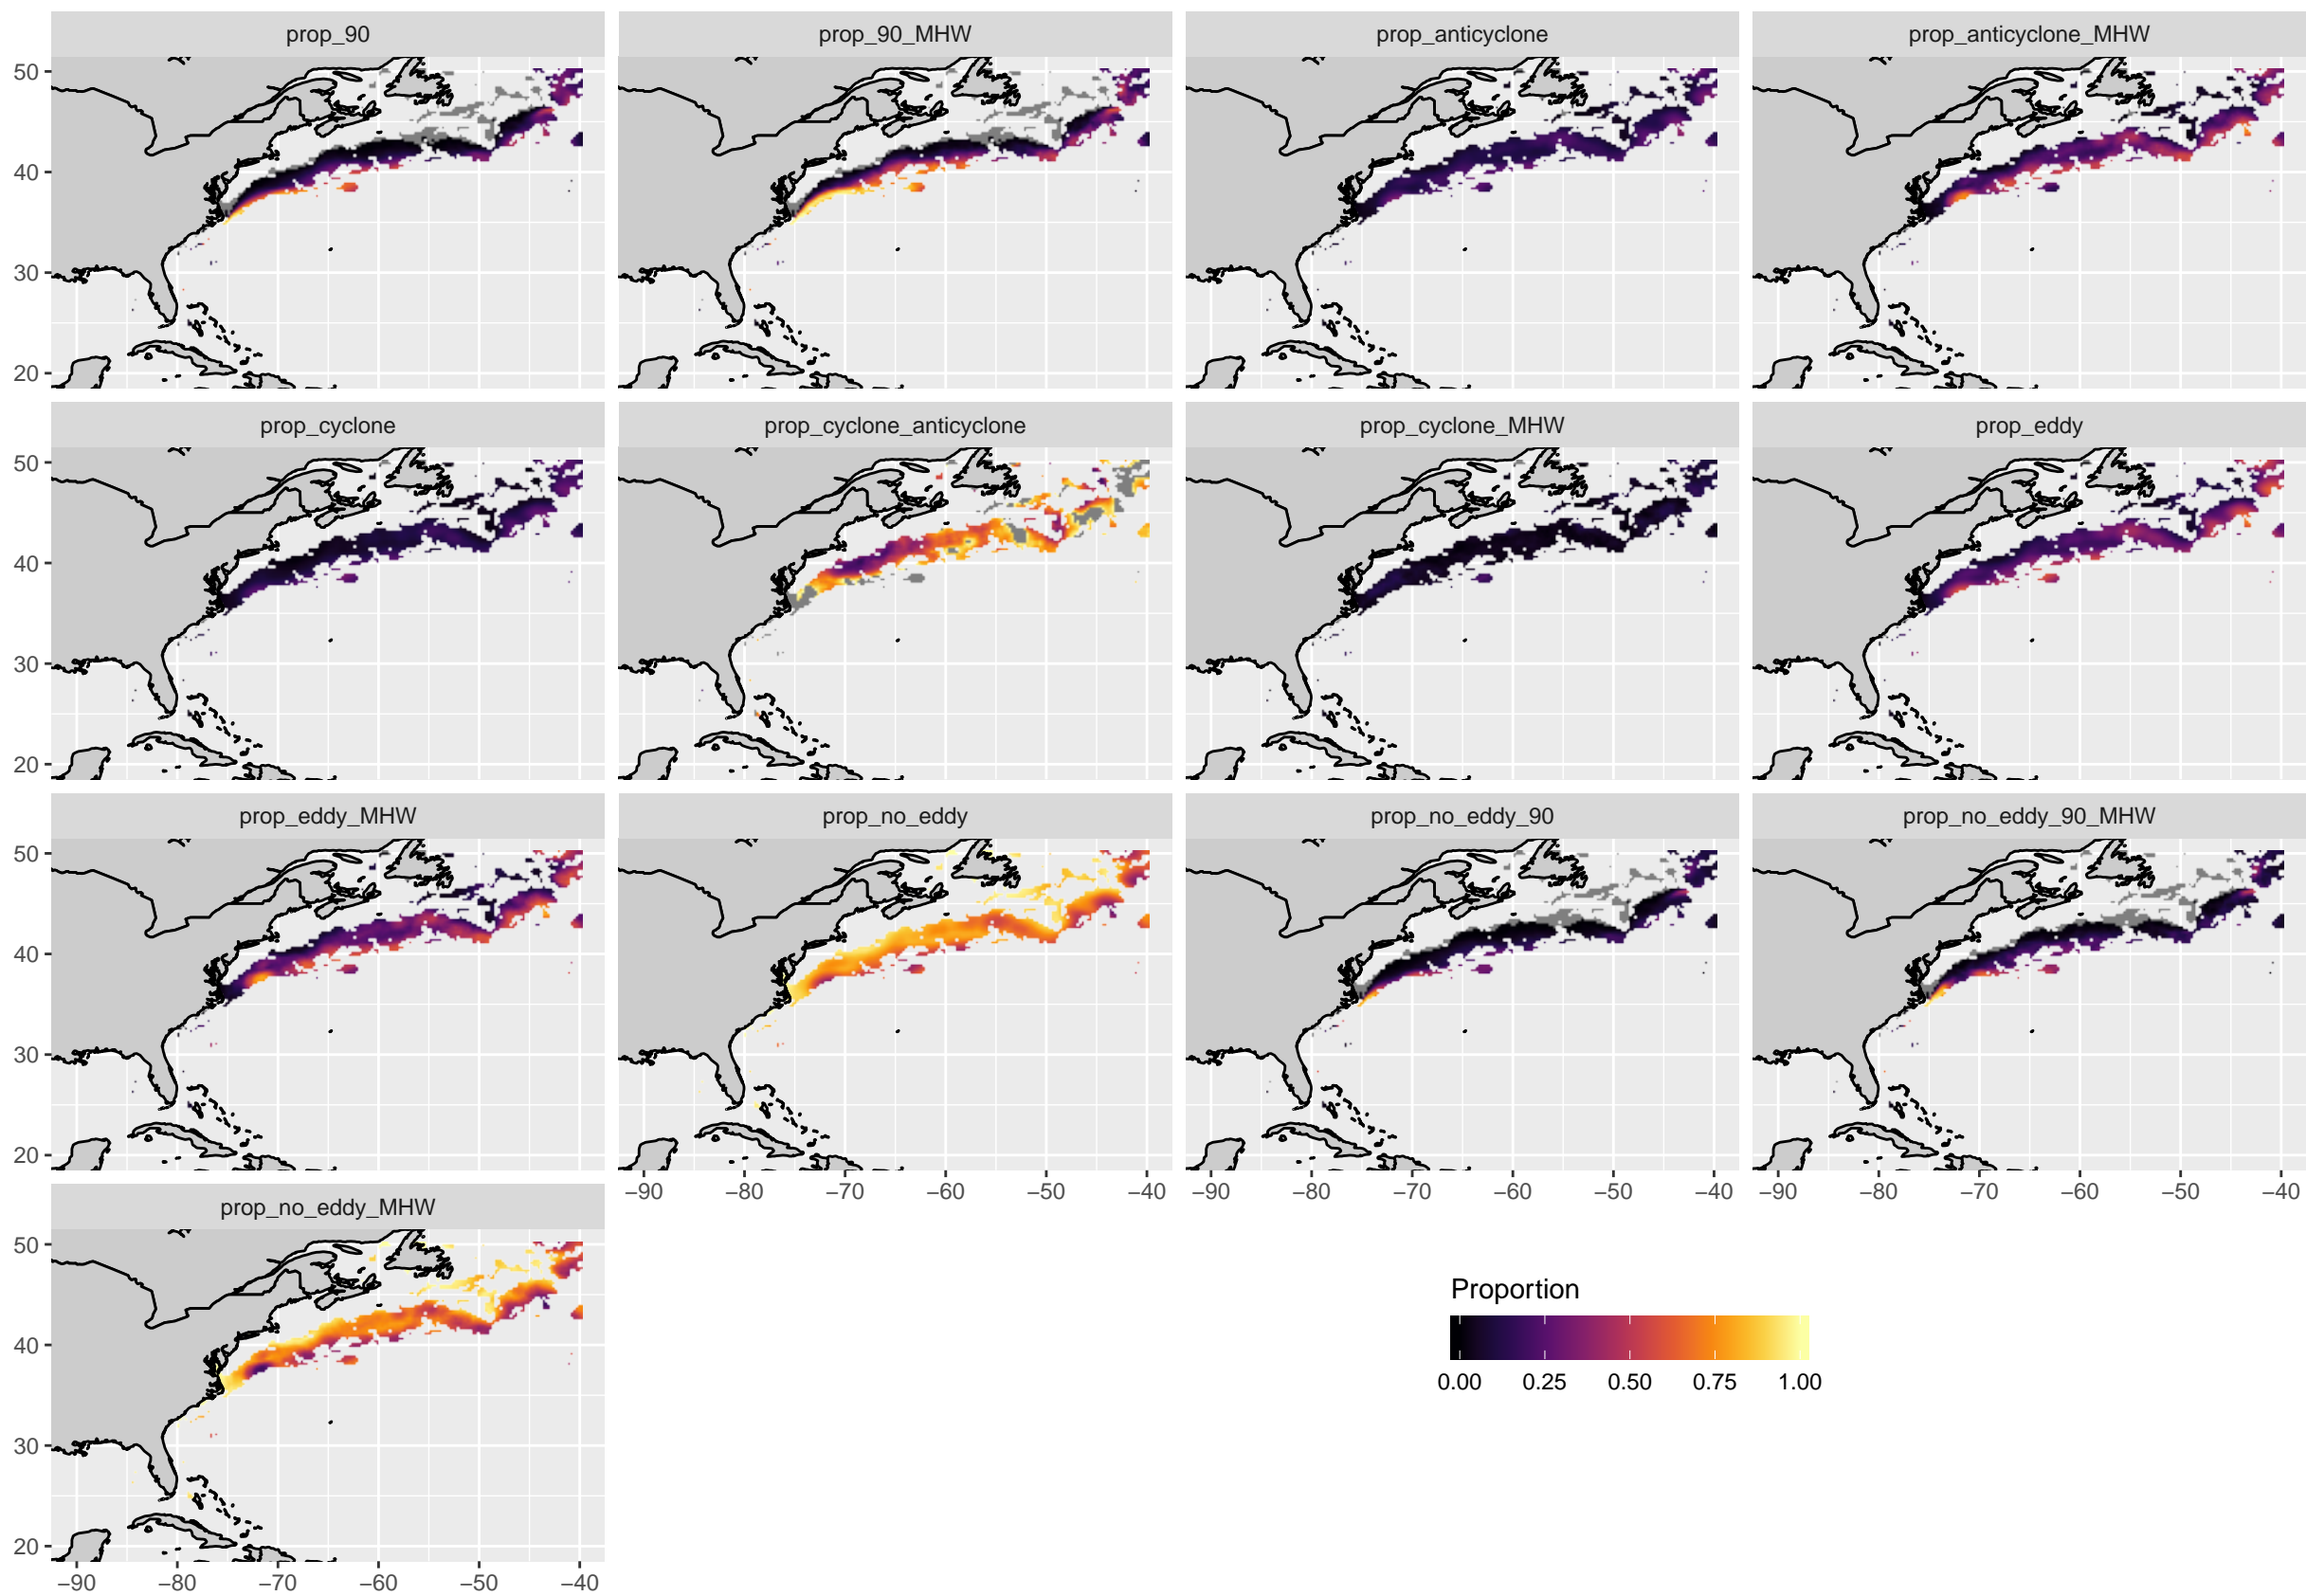 prop_90 prop_90_MHW prop_anticyclone prop_anticyclone_MHW
50
40
30
20
prop_cyclone prop_cyclone_anticyclone prop_cyclone_MHW prop_eddy
50
40
30
20
prop_eddy_MHW prop_no_eddy prop_no_eddy_90 prop_no_eddy_90_MHW
50
40
30
20
−90 −80 −70 −60 −50 −40 −90 −80 −70 −60 −50 −40 −90 −80 −70 −60 −50 −40
prop_no_eddy_MHW
50
40
30
20
−90 −80 −70 −60 −50 −40
Proportion
0.00 0.25 0.50 0.75 1.00